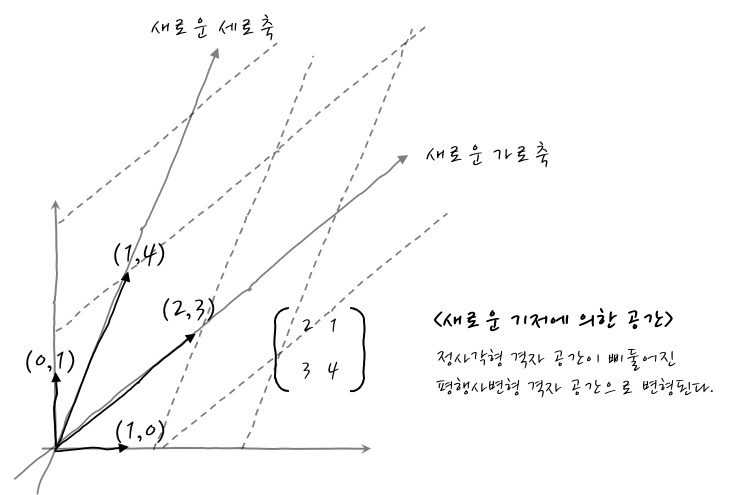 새로운 세로축
새로운 가로축
(1,4)
(2,3)
(0,1)
(1,0)
2 1
3 4
<새로운 기저에 의한 공간>
정사각형 격자 공간이 삐뚤어진
평행사변형 격자 공간으로 변형된다.